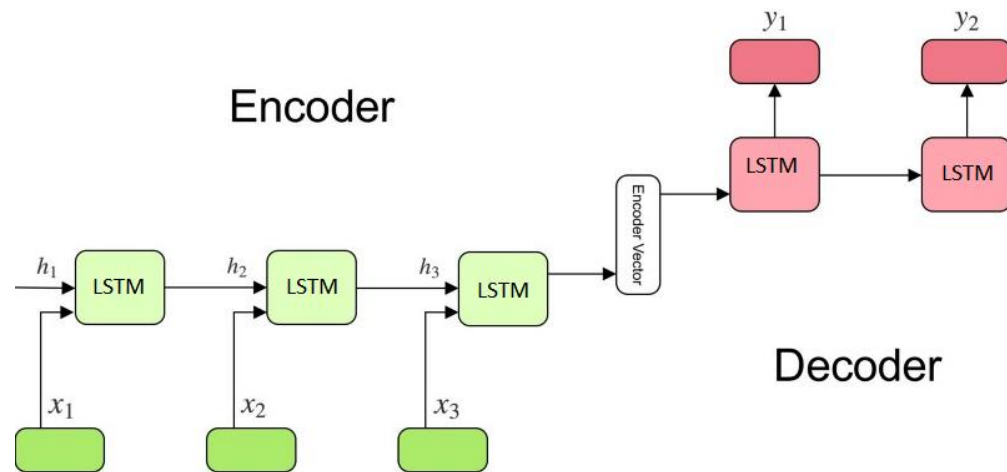 y₁ y₂
Encoder
LSTM LSTM
Encoder Vector
h₁ LSTM h₂ LSTM h₃ LSTM
Decoder
x₁ x₂ x₃